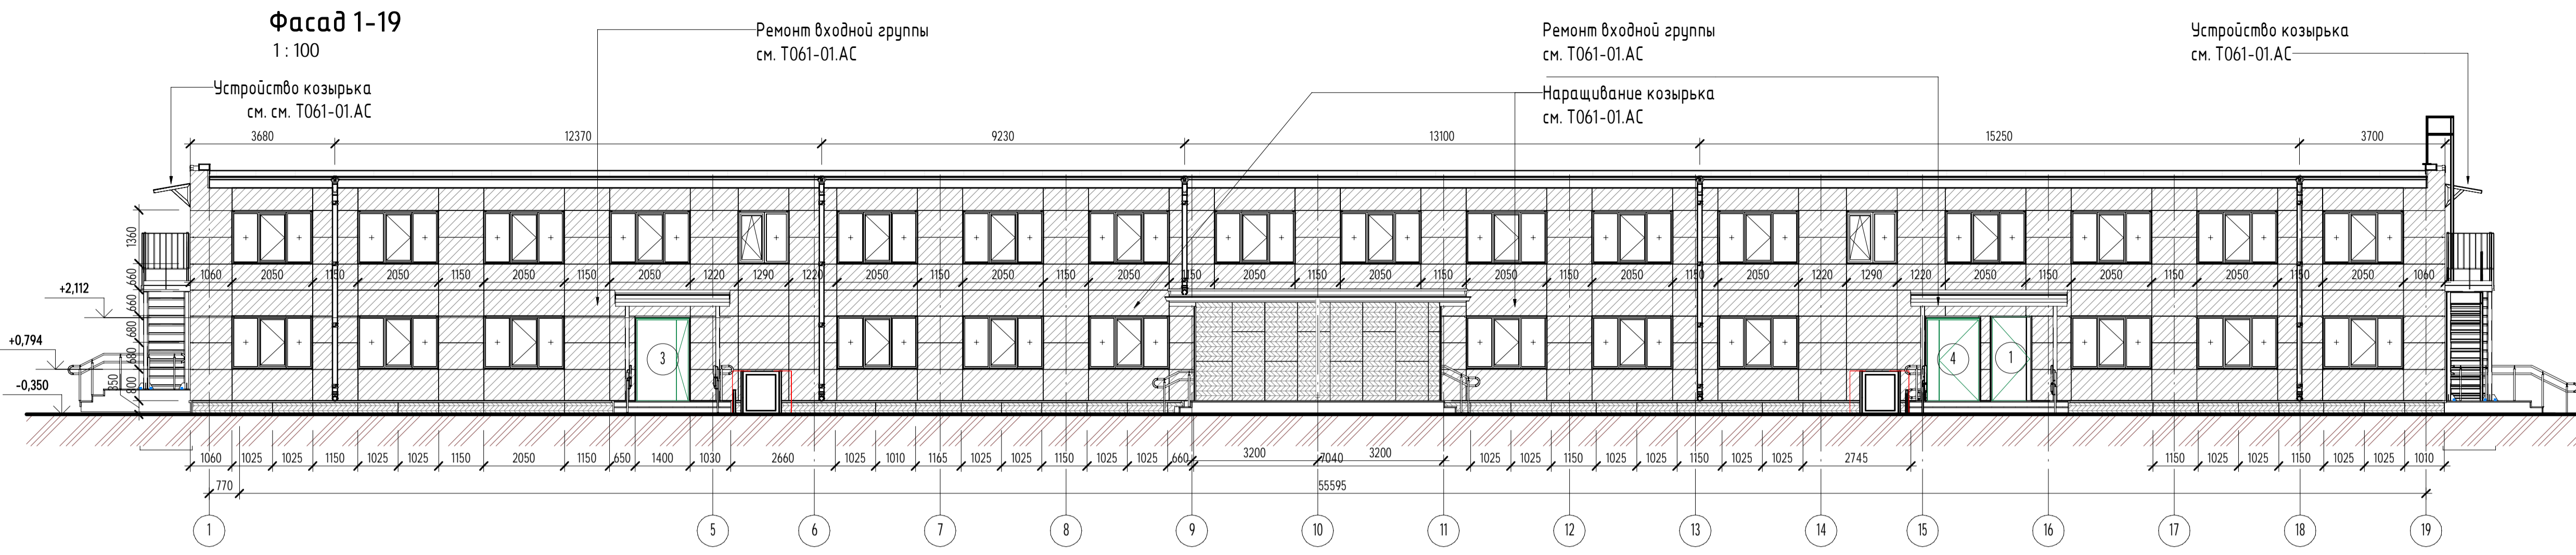 Фасад 1-19
1 : 100
Ремонт входной группы
см. Т061-01.АС
Ремонт входной группы
см. Т061-01.АС
Устройство козырька
см. Т061-01.АС
Устройство козырька
см. см. Т061-01.АС
Наращивание козырька
см. Т061-01.АС
3680 12370 9230 13100 15250 3700
1360
660
660
680
680
800
350
+2,112
+0,794
-0,350
1060 2050 1150 2050 1150 2050 1150 2050 1220 1290 1220 2050 1150 2050 1150 2050 1150 2050 1150 2050 1150 2050 1150 2050 1150 2050 1220 1290 1220 2050 1150 2050 1150 2050 1150 2050 1060
3 4 1
1060 1025 1025 1150 1025 1025 1150 2050 1150 650 1400 1030 2660 1025 1010 1165 1025 1025 1150 1025 1025 660 7040 1025 1025 1150 1025 1025 1150 1025 1025 2745 1150 1025 1025 1150 1025 1025 1010
3200 3200
770 55595
1 5 6 7 8 9 10 11 12 13 14 15 16 17 18 19